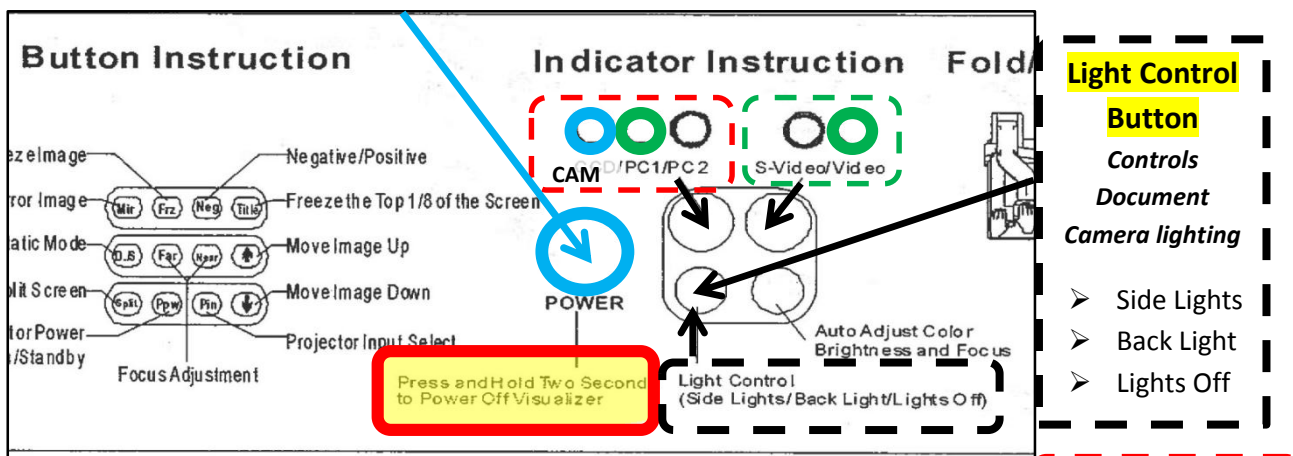 Button Instruction
Indicator Instruction
Fold/
Light Control
Button
Controls
Document
Camera lighting
Side Lights
Back Light
Lights Off
ezeImage
Negative/Positive
CCD/PC1/PC2
CAM
S-Video/Video
ror Image
Mir Frz Neg Title
Freeze the Top 1/8 of the Screen
atic Mode
D.S Far Near
Move Image Up
lit Screen
Split Ppw Pin
Move Image Down
POWER
tor Power
/Standby
Projector Input Select
Focus Adjustment
Auto Adjust Color
Brightness and Focus
Press and Hold Two Second
to Power Off Visualizer
Light Control
(Side Lights/Back Light/Lights Off)